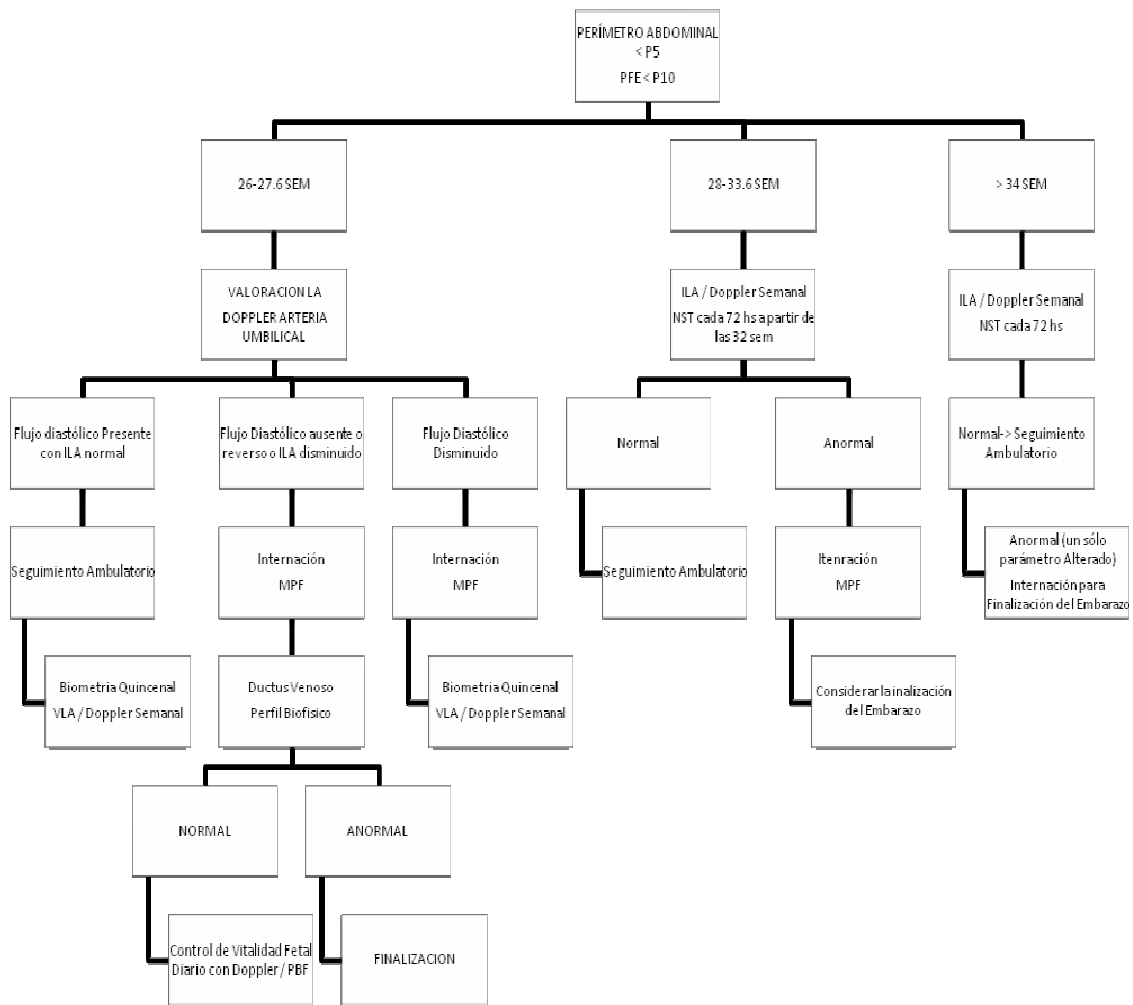 PERÍMETRO ABDOMINAL
< P5
PFE < P10
26-27.6 SEM
28-33.6 SEM
> 34 SEM
VALORACION LA
DOPPLER ARTERIA
UMBILICAL
ILA / Doppler Semanal
NST cada 72 hs a partir de
las 32 sem
ILA / Doppler Semanal
NST cada 72 hs
Flujo diastólico Presente
con ILA normal
Flujo Diastólico ausente o
reverso o ILA disminuido
Flujo Diastólico
Disminuido
Normal
Anormal
Normal-> Seguimiento
Ambulatorio
Seguimiento Ambulatorio
Internación
MPF
Internación
MPF
Seguimiento Ambulatorio
Itenración
MPF
Anormal (un sólo
parámetro Alterado)
Internación para
Finalización del Embarazo
Biometria Quincenal
VLA / Doppler Semanal
Ductus Venoso
Perfil Biofisico
Biometria Quincenal
VLA / Doppler Semanal
Considerar la inalización
del Embarazo
NORMAL
ANORMAL
Control de Vitalidad Fetal
Diario con Doppler / PBF
FINALIZACION